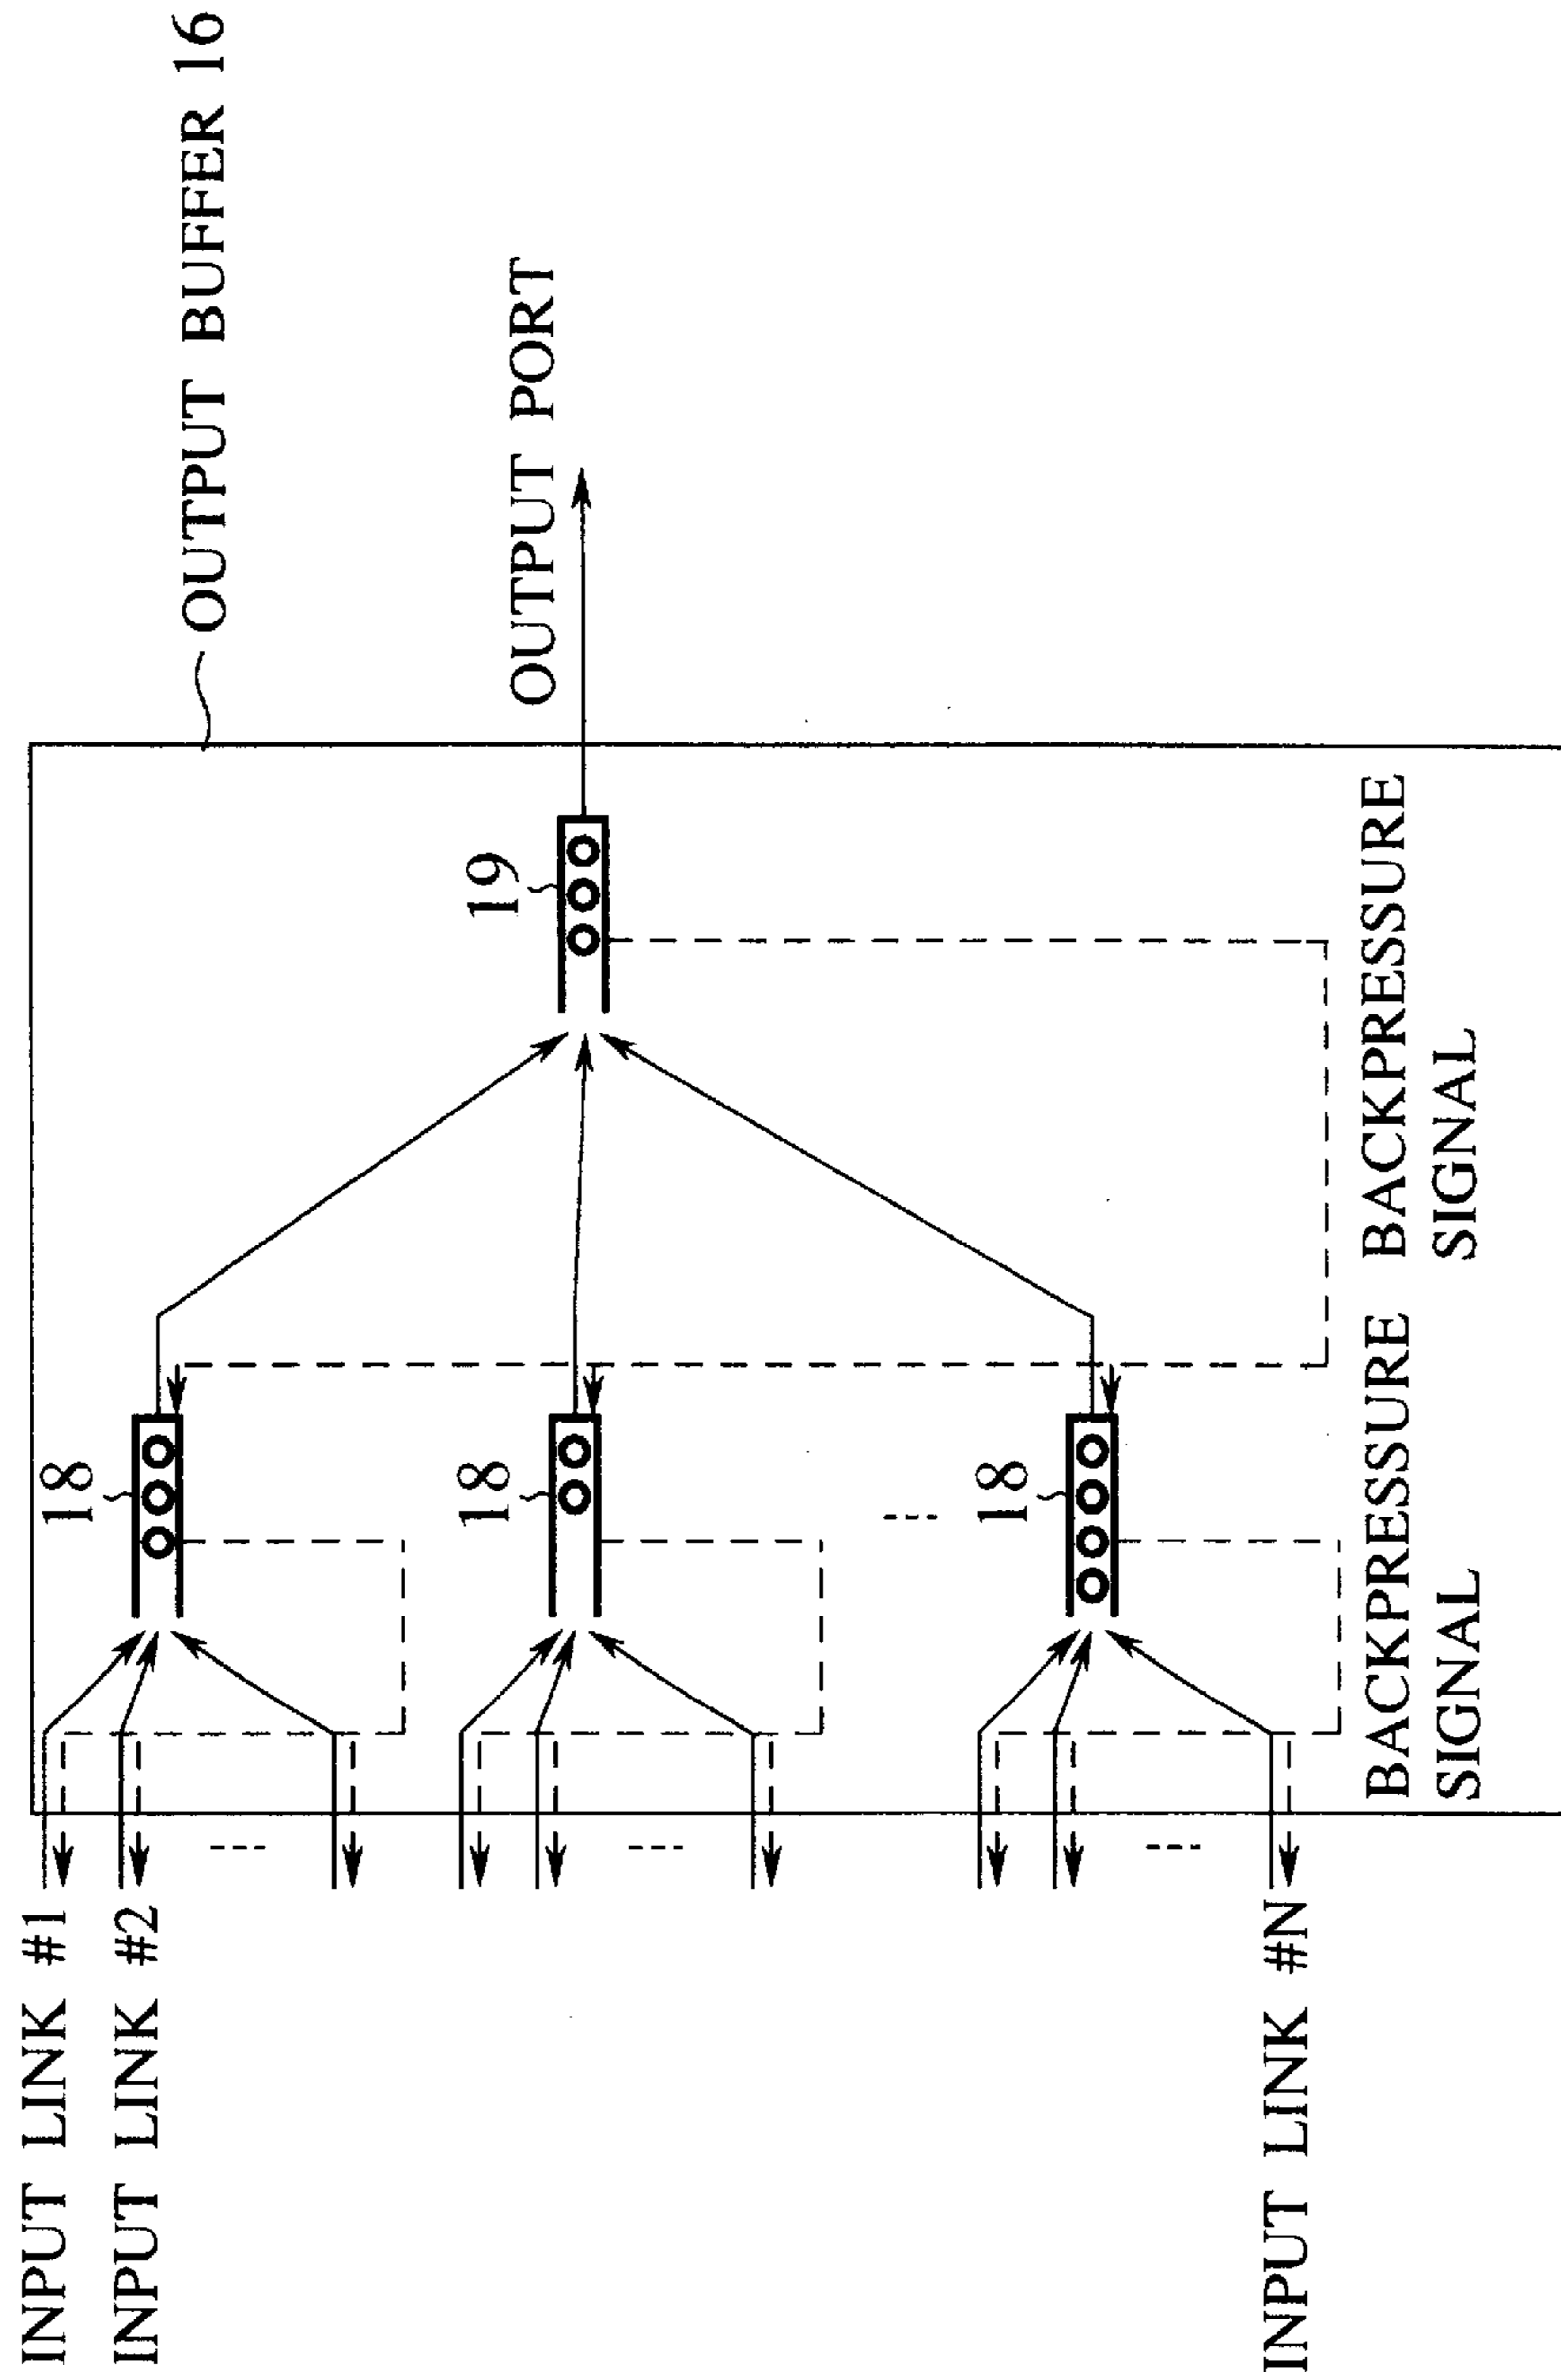 INPUT LINK #1
INPUT LINK #2
INPUT LINK #N
18
18
18
19
BACKPRESSURE
SIGNAL
BACKPRESSURE
SIGNAL
OUTPUT PORT
OUTPUT BUFFER 16